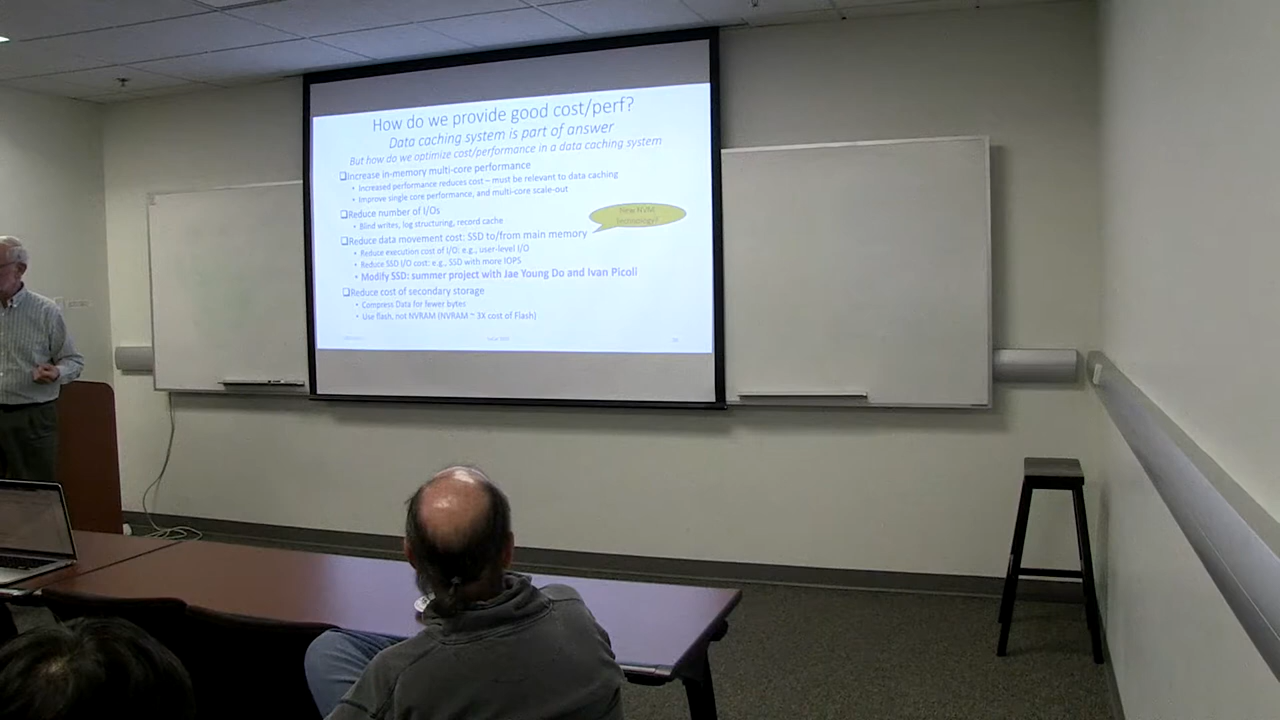 How do we provide good cost/perf?
Data caching system is part of answer
But how do we optimize cost/performance in a data caching system
❑Increase in-memory multi-core performance
• Increased performance reduces cost – must be relevant to data caching
• Improve single core performance, and multi-core scale-out
❑Reduce number of I/Os
• Blind writes, log structuring, record cache
New NVM
technology?
❑Reduce data movement cost: SSD to/from main memory
• Reduce execution cost of I/O: e.g., user-level I/O
• Reduce SSD I/O cost: e.g., SSD with more IOPS
• Modify SSD: summer project with Jae Young Do and Ivan Picoli
❑Reduce cost of secondary storage
• Compress Data for fewer bytes
• Use flash, not NVRAM (NVRAM ~ 3X cost of Flash)